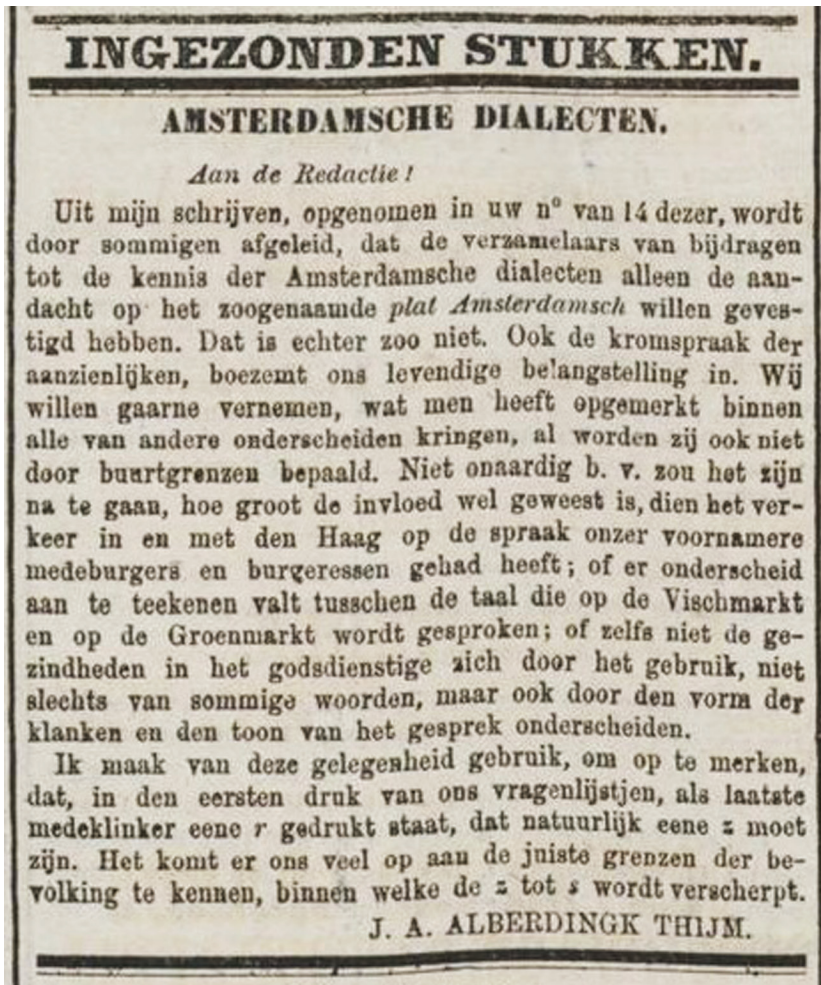 INGEZONDEN STUKKEN.
AMSTERDAMSCHE DIALECTEN.
Aan de Redactie!
Uit mijn schrijven, opgenomen in uw n° van 14 dezer, wordt
door sommigen afgeleid, dat de verzamelaars van bijdragen
tot de kennis der Amsterdamsche dialecten alleen de aan-
dacht op het zoogenaamde plat Amsterdamsch willen geves-
tigd hebben. Dat is echter zoo niet. Ook de kromspraak der
aanzienlijken, boezemt ons levendige belangstelling in. Wij
willen gaarne vernemen, wat men heeft opgemerkt binnen
alle van andere onderscheiden kringen, al worden zij ook niet
door buurtgrenzen bepaald. Niet onaardig b. v. zou het zijn
na te gaan, hoe groot de invloed wel geweest is, dien het ver-
keer in en met den Haag op de spraak onzer voornamere
medeburgers en burgeressen gehad heeft; of er onderscheid
aan te teekenen valt tusschen de taal die op de Vischmarkt
en op de Groenmarkt wordt gesproken; of zelfs niet de ge-
zindheden in het godsdienstige zich door het gebruik, niet
slechts van sommige woorden, maar ook door den vorm der
klanken en den toon van het gesprek onderscheiden.
Ik maak van deze gelegenheid gebruik, om op te merken,
dat, in den eersten druk van ons vragenlijstjen, als laatste
medeklinker eene r gedrukt staat, dat natuurlijk eene z moet
zijn. Het komt er ons veel op aan de juiste grenzen der be-
volking te kennen, binnen welke de z tot s wordt verscherpt.
J. A. ALBERDINGK THIJM.